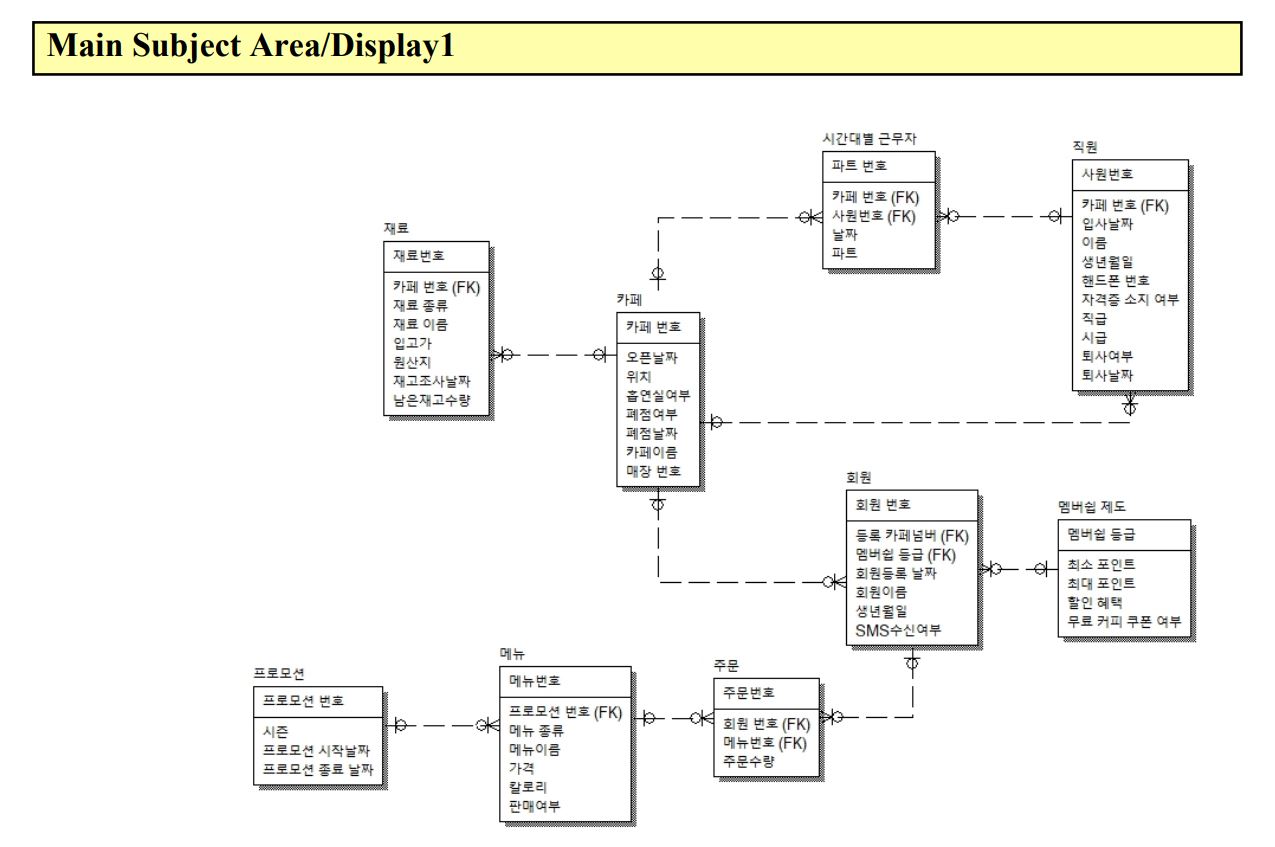 Main Subject Area/Display1
시간대별 근무자
파트 번호
카페 번호 (FK)
사원번호 (FK)
날짜
파트
직원
사원번호
카페 번호 (FK)
입사날짜
이름
생년월일
핸드폰 번호
자격증 소지 여부
직급
시급
퇴사여부
퇴사날짜
재료
재료번호
카페 번호 (FK)
재료 종류
재료 이름
입고가
원산지
재고조사날짜
남은재고수량
카페
카페 번호
오픈날짜
위치
흡연실여부
폐점여부
폐점날짜
카페이름
매장 번호
회원
회원 번호
등록 카페넘버 (FK)
멤버쉽 등급 (FK)
회원등록 날짜
회원이름
생년월일
SMS수신여부
멤버쉽 제도
멤버쉽 등급
최소 포인트
최대 포인트
할인 혜택
무료 커피 쿠폰 여부
프로모션
프로모션 번호
시즌
프로모션 시작날짜
프로모션 종료 날짜
메뉴
메뉴번호
프로모션 번호 (FK)
메뉴 종류
메뉴이름
가격
칼로리
판매여부
주문
주문번호
회원 번호 (FK)
메뉴번호 (FK)
주문수량